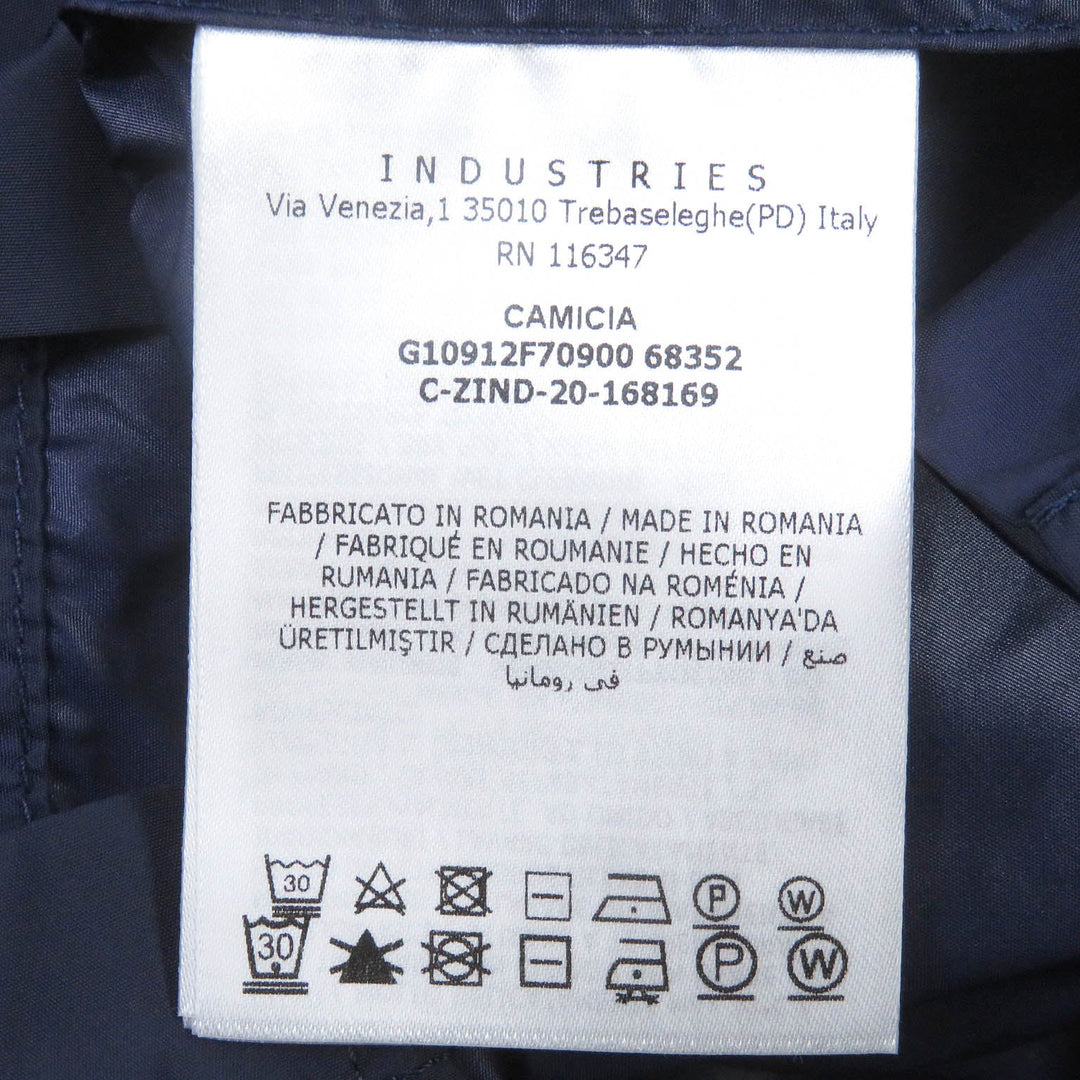 INDUSTRIES
Via Venezia,1 35010 Trebaseleghe(PD) Italy
RN 116347
CAMICIA
G10912F70900 68352
C-ZIND-20-168169
FABBRICATO IN ROMANIA / MADE IN ROMANIA
/ FABRIQUÉ EN ROUMANIE / HECHO EN
RUMANIA / FABRICADO NA ROMÉNIA /
HERGESTELLT IN RUMÄNIEN / ROMANYA'DA
ÜRETILMIŞTIR / СДЕЛАНО В РУМЫНИИ / صنع
فى رومانيا
30 P W
30 P W